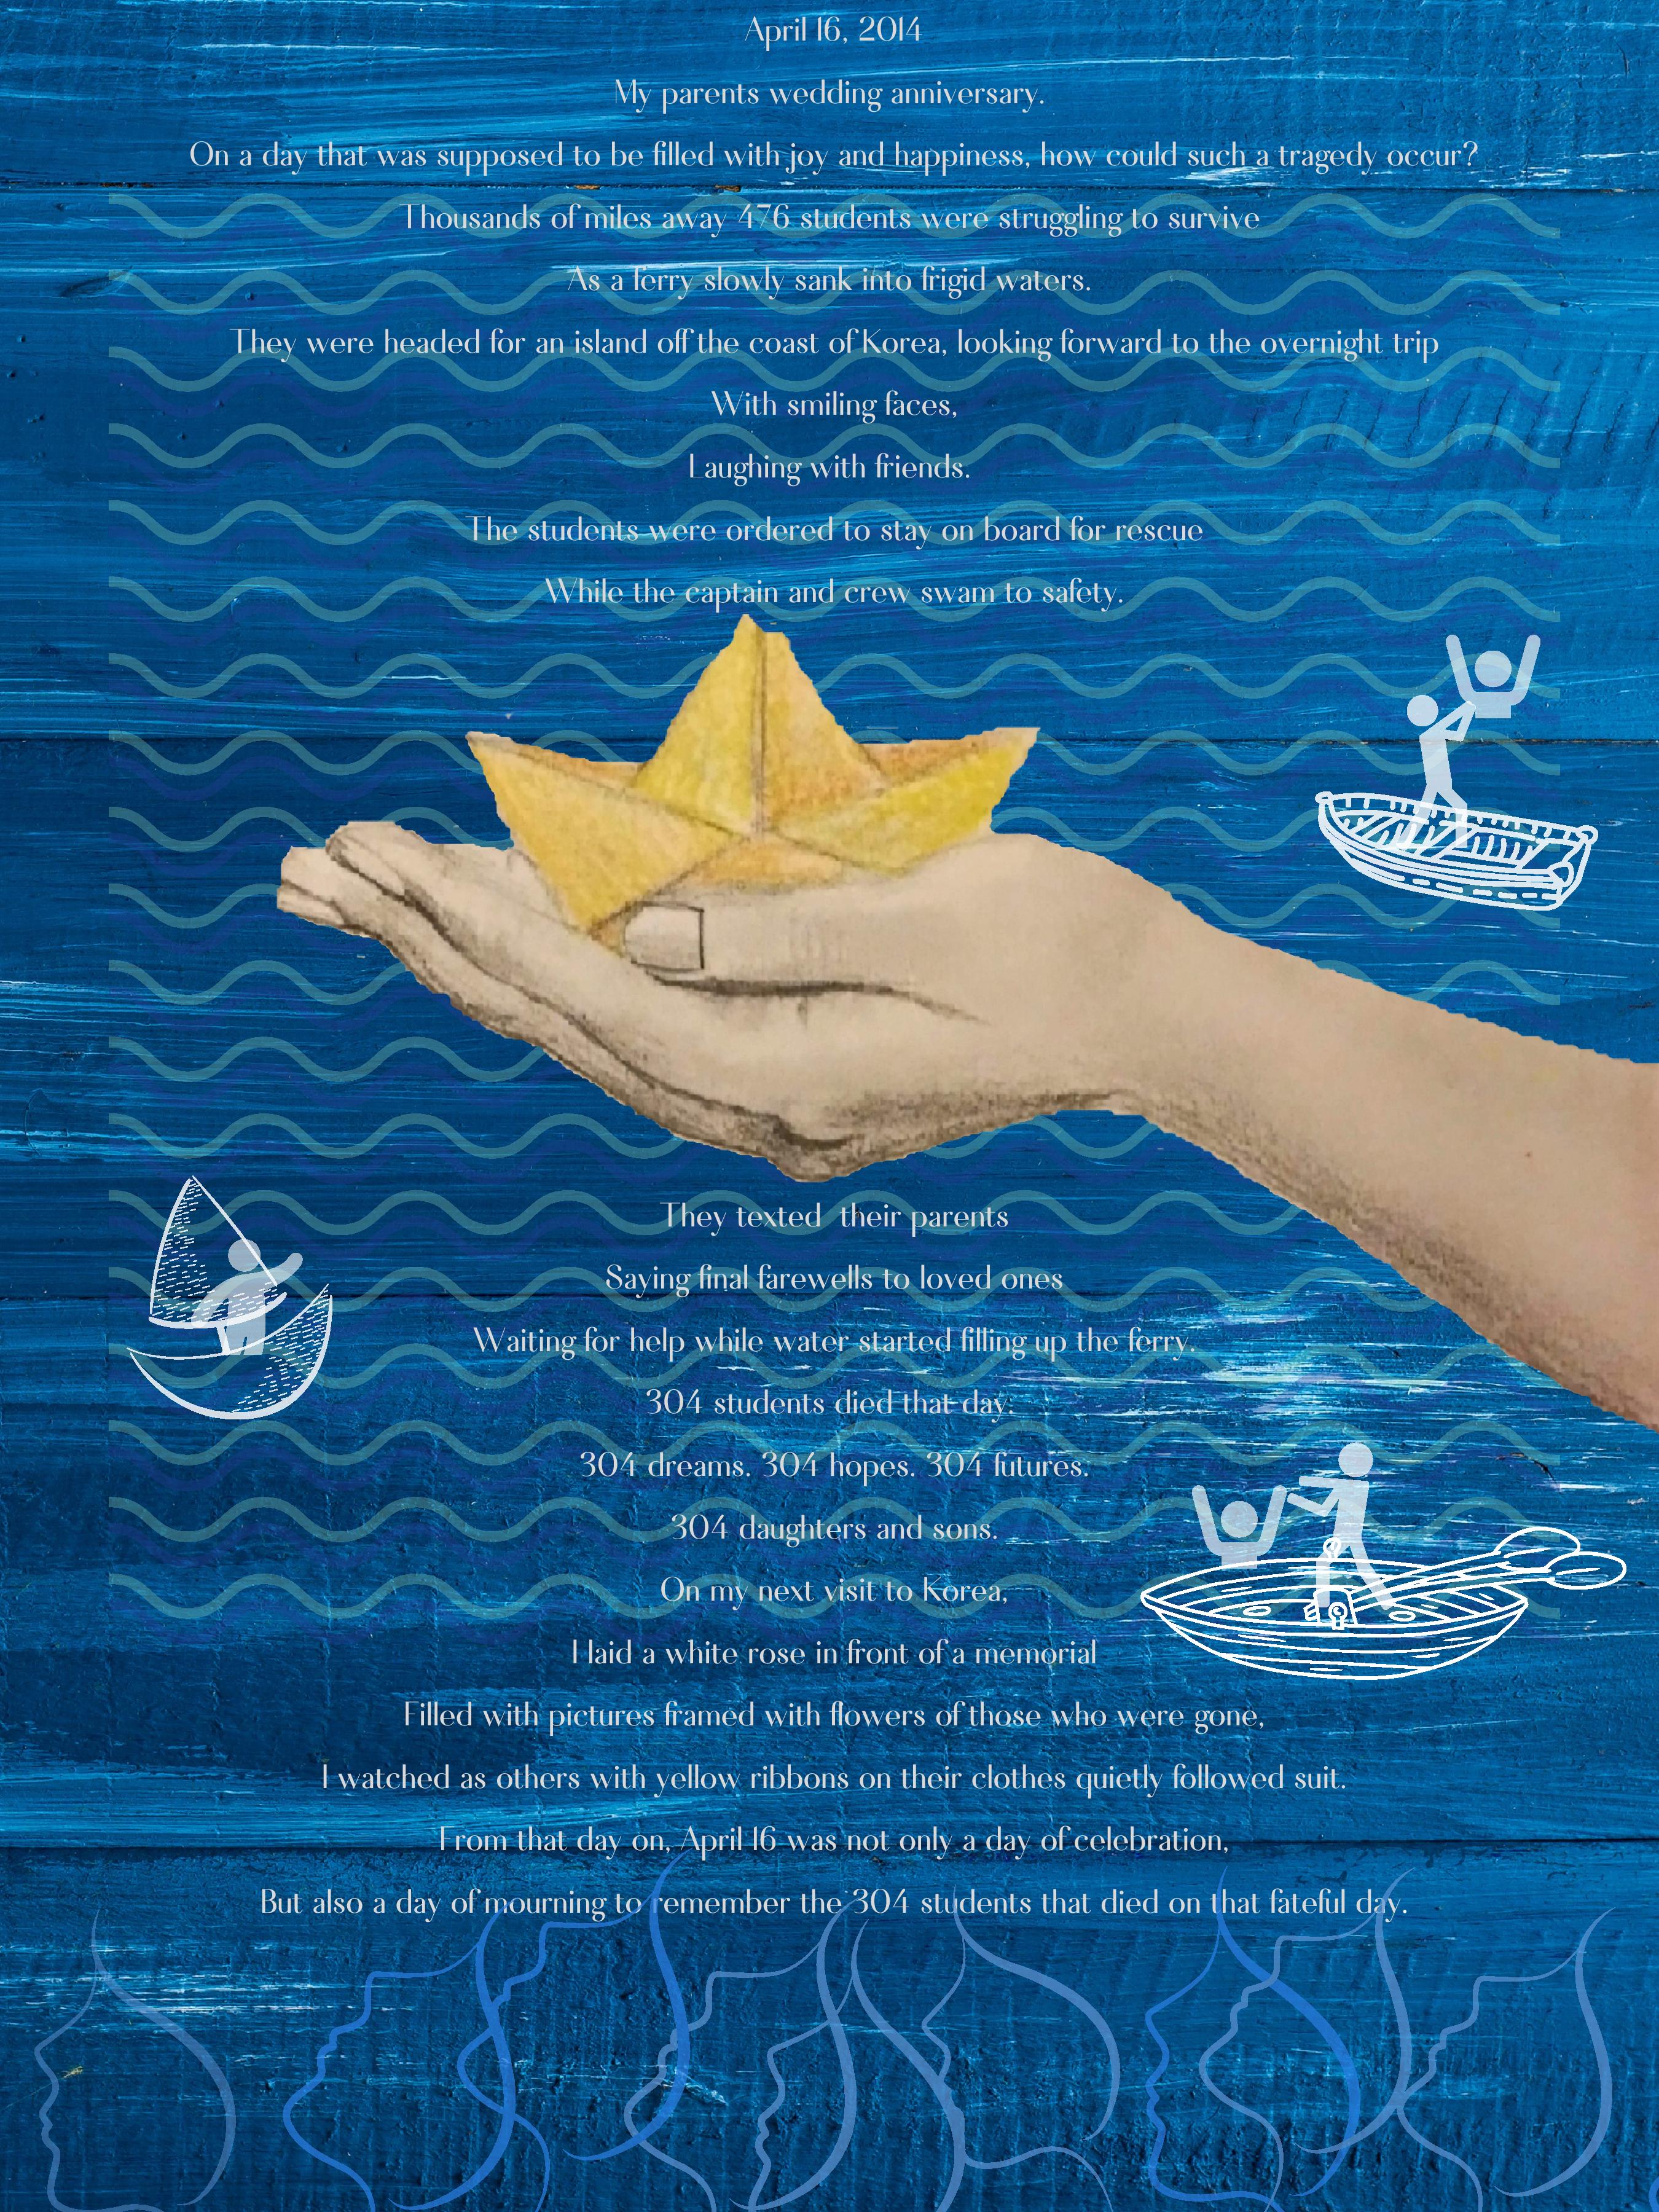 April 16, 2014
My parents wedding anniversary.
On a day that was supposed to be filled with joy and happiness, how could such a tragedy occur?
Thousands of miles away 476 students were struggling to survive
As a ferry slowly sank into frigid waters.
They were headed for an island off the coast of Korea, looking forward to the overnight trip
With smiling faces,
Laughing with friends.
The students were ordered to stay on board for rescue
While the captain and crew swam to safety.
They texted their parents
Saying final farewells to loved ones
Waiting for help while water started filling up the ferry.
304 students died that day.
304 dreams. 304 hopes. 304 futures.
304 daughters and sons.
On my next visit to Korea,
I laid a white rose in front of a memorial
Filled with pictures framed with flowers of those who were gone,
I watched as others with yellow ribbons on their clothes quietly followed suit.
From that day on, April 16 was not only a day of celebration,
But also a day of mourning to remember the 304 students that died on that fateful day.